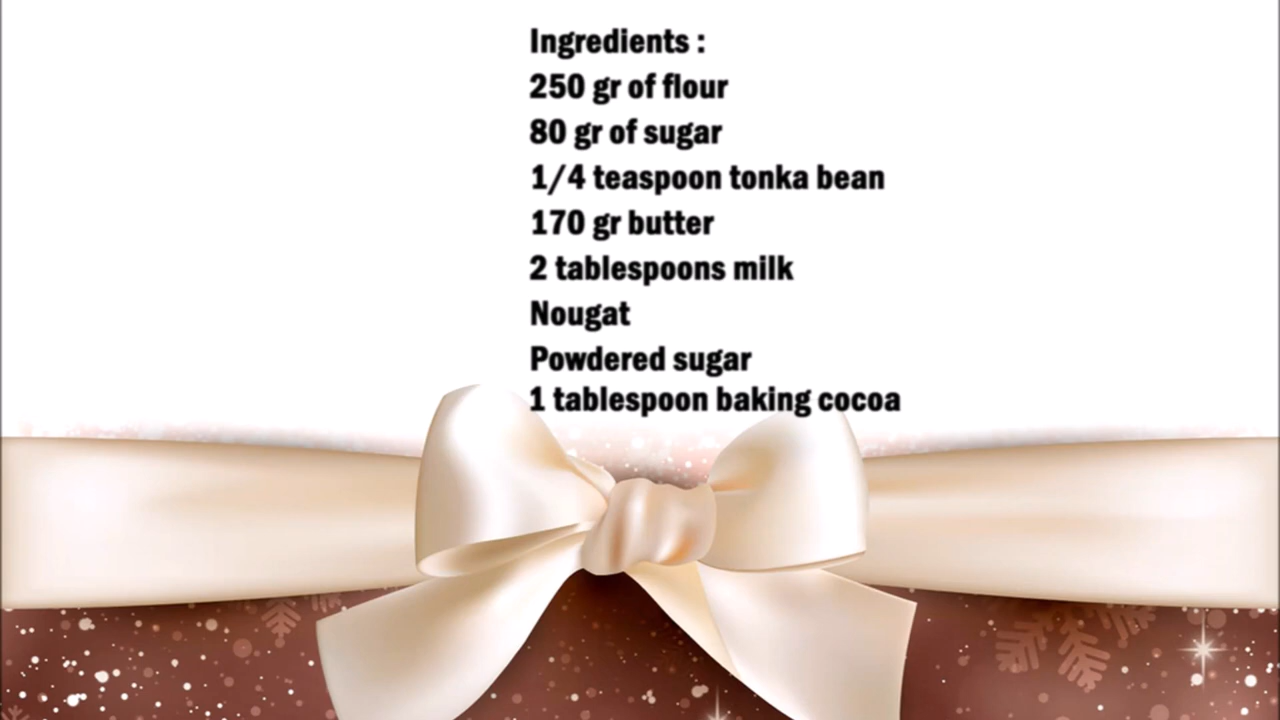 Ingredients :
250 gr of flour
80 gr of sugar
1/4 teaspoon tonka bean
170 gr butter
2 tablespoons milk
Nougat
Powdered sugar
1 tablespoon baking cocoa